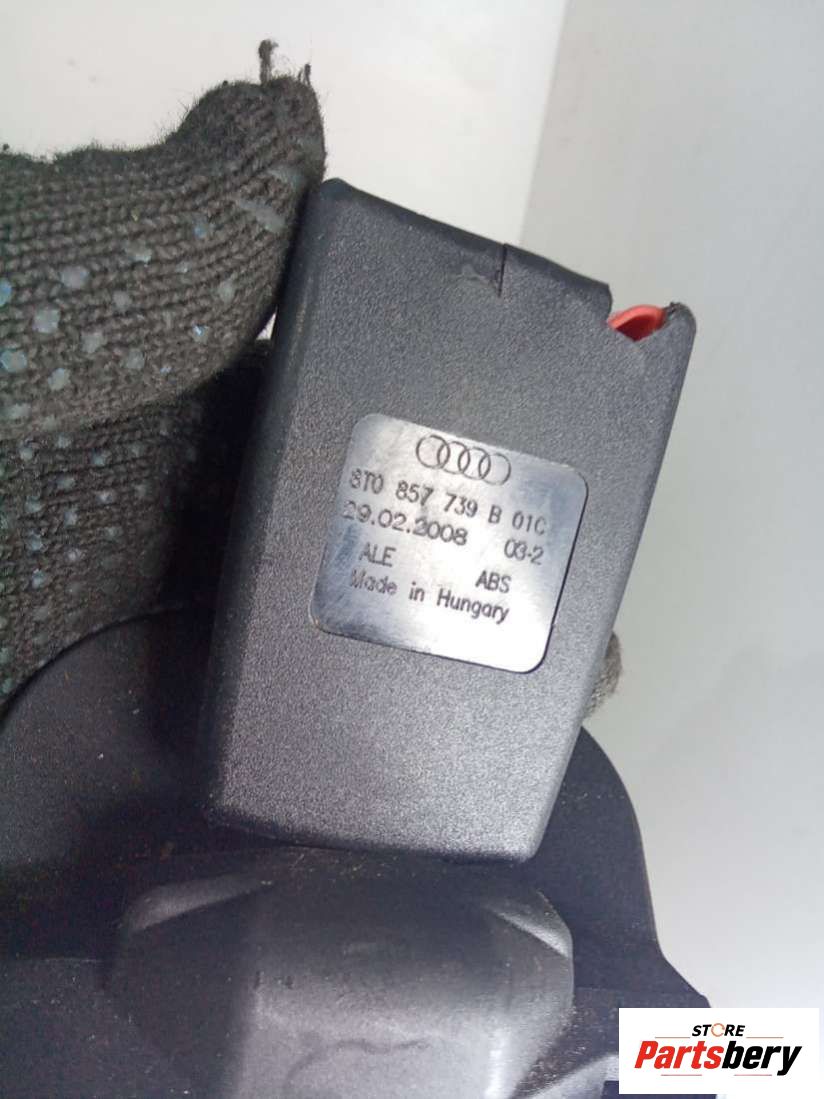 8T0 857 739 B 01C
29.02.2008 03-2
ALE ABS
Made in Hungary
STORE
Partsbery